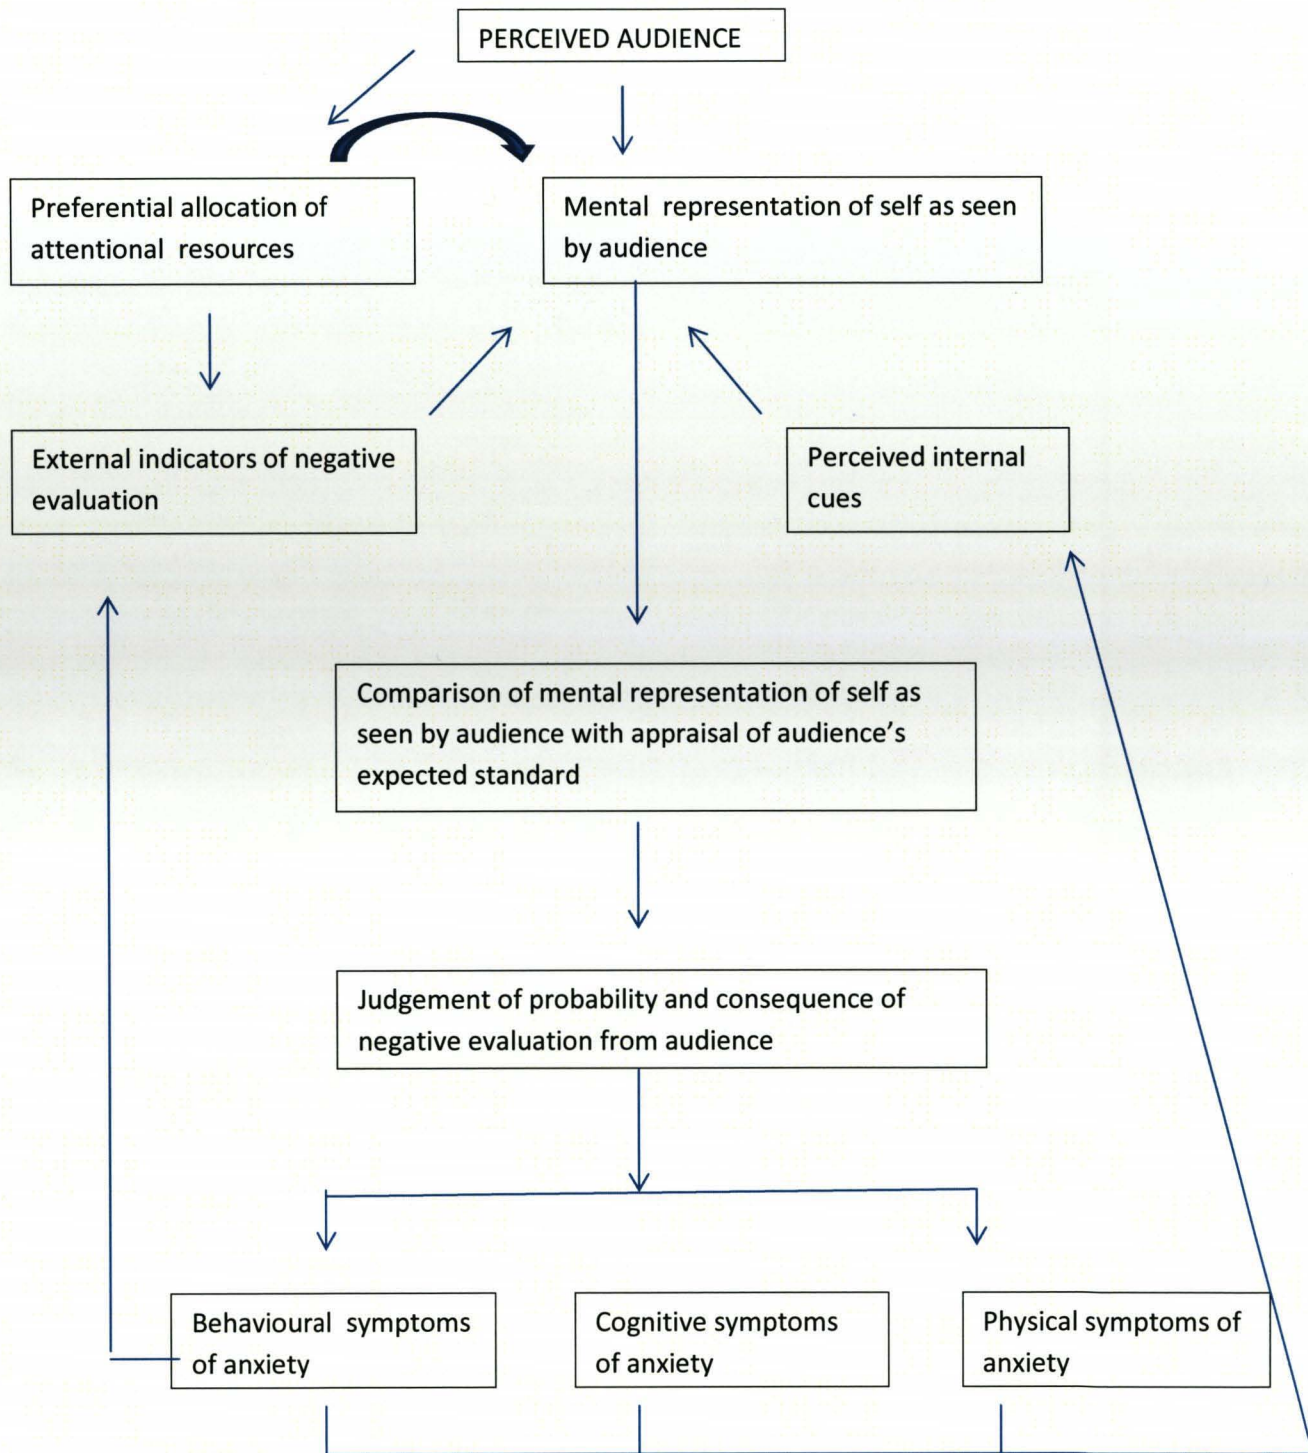 PERCEIVED AUDIENCE
Preferential allocation of
attentional resources
Mental representation of self as seen
by audience
External indicators of negative
evaluation
Perceived internal
cues
Comparison of mental representation of self as
seen by audience with appraisal of audience's
expected standard
Judgement of probability and consequence of
negative evaluation from audience
Behavioural symptoms
of anxiety
Cognitive symptoms
of anxiety
Physical symptoms of
anxiety